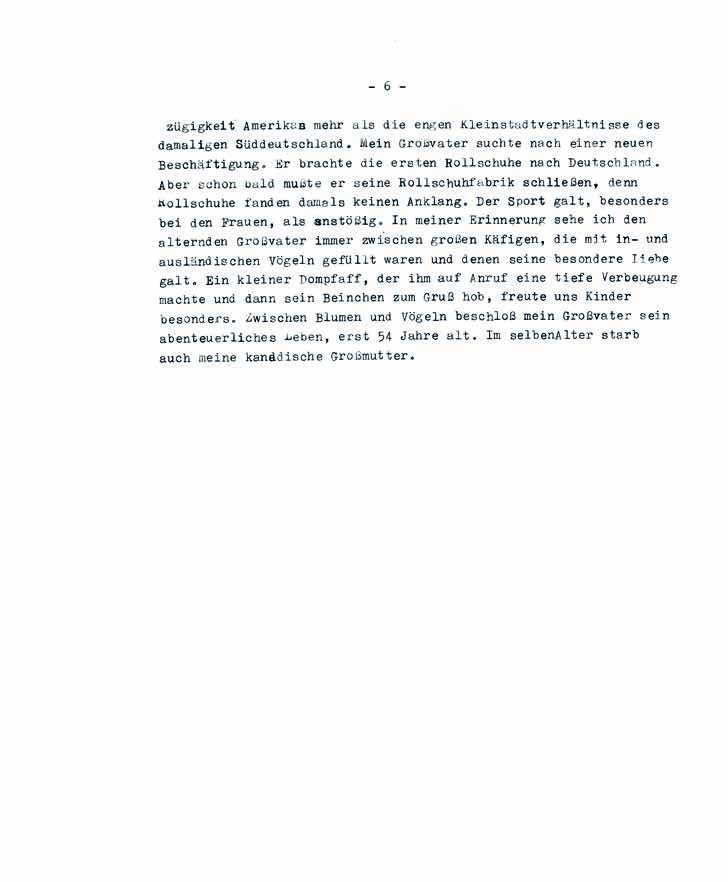 - 6 -
zügigkeit Amerikas mehr als die engen Kleinstadtverhältnisse des
damaligen Süddeutschland. Mein Großvater suchte nach einer neuen
Beschäftigung. Er brachte die ersten Rollschuhe nach Deutschland.
Aber schon bald mußte er seine Rollschuhfabrik schließen, denn
Rollschuhe fanden damals keinen Anklang. Der Sport galt, besonders
bei den Frauen, als anstößig. In meiner Erinnerung sehe ich den
alternden Großvater immer zwischen großen Käfigen, die mit in- und
ausländischen Vögeln gefüllt waren und denen seine besondere Liebe
galt. Ein kleiner Dompfaff, der ihm auf Anruf eine tiefe Verbeugung
machte und dann sein Beinchen zum Gruß hob, freute uns Kinder
besonders. Zwischen Blumen und Vögeln beschloß mein Großvater sein
abenteuerliches Leben, erst 54 Jahre alt. Im selbenAlter starb
auch meine kanadische Großmutter.